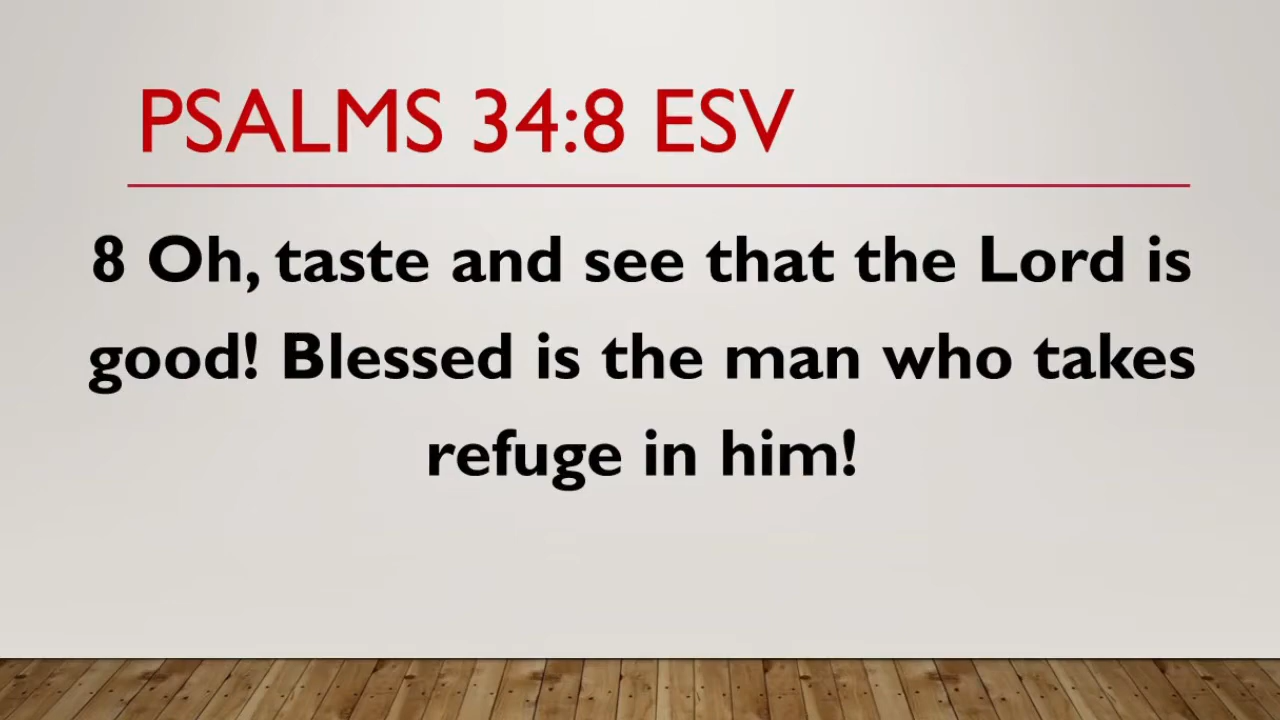 PSALMS 34:8 ESV
8 Oh, taste and see that the Lord is
good! Blessed is the man who takes
refuge in him!